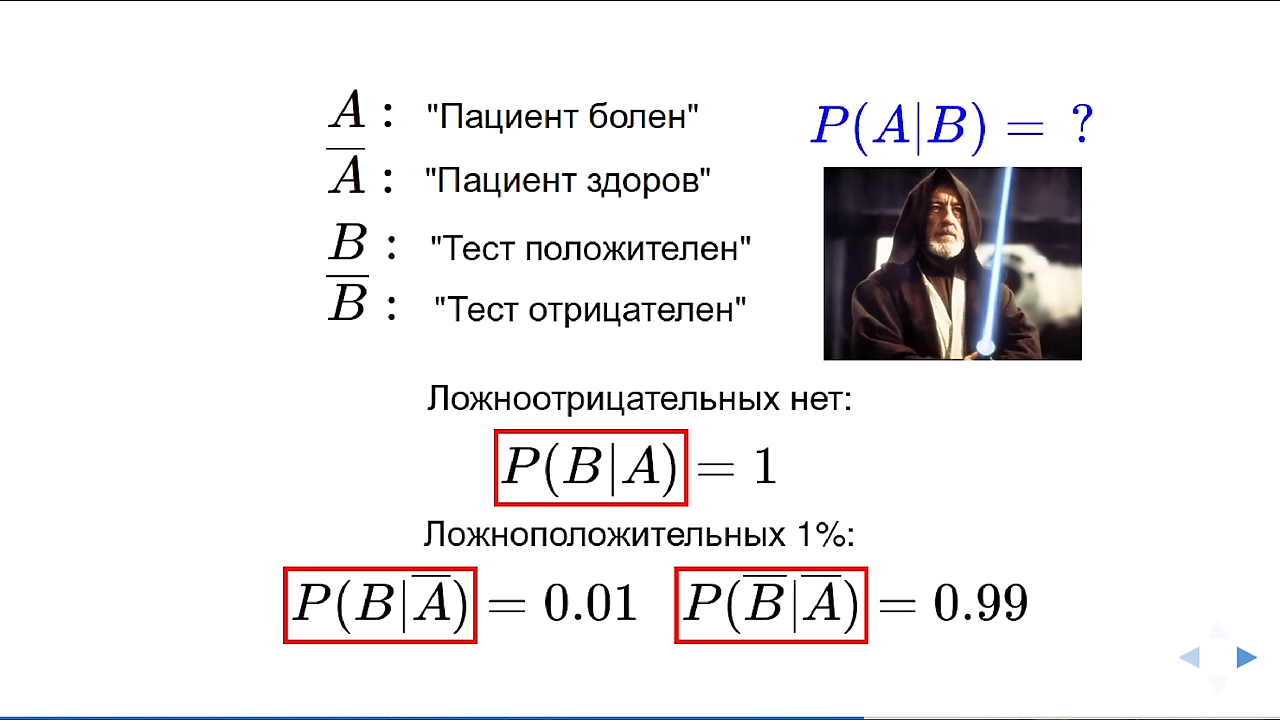 A : "Пациент болен"
P(A|B) = ?
A̅ : "Пациент здоров"
B : "Тест положителен"
B̅ : "Тест отрицателен"
Ложноотрицательных нет:
P(B|A) = 1
Ложноположительных 1%:
P(B|A̅) = 0.01 P(B̅|A̅) = 0.99